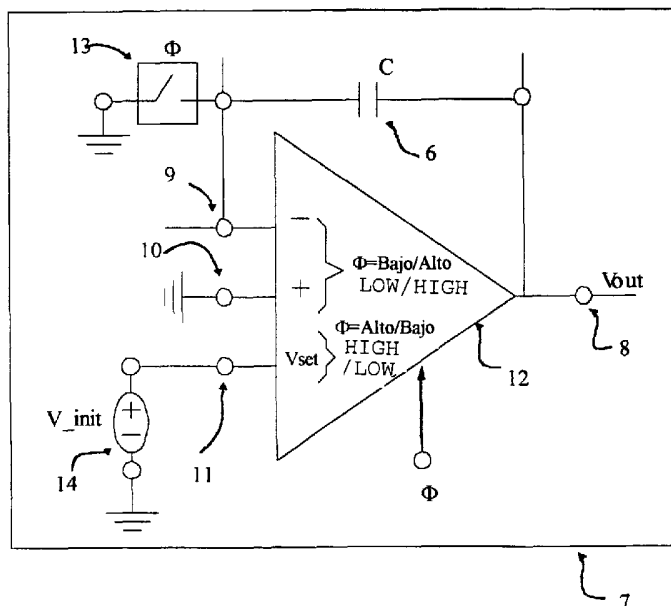 13
Φ
C
6
9
10
−
+
Φ=Bajo/Alto
LOW/HIGH
Φ=Alto/Bajo
HIGH
/LOW
Vset
Vout
8
12
V_init
+
−
14
11
Φ
7